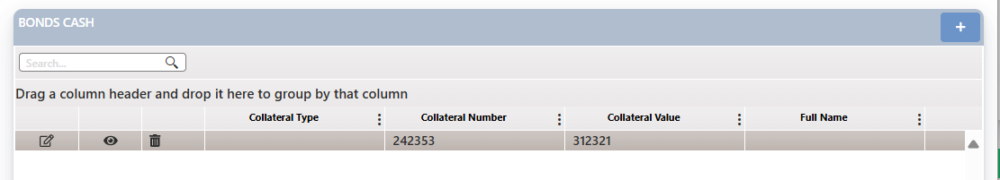 BONDS CASH
+
Search...
Drag a column header and drop it here to group by that column
Collateral Type Collateral Number Collateral Value Full Name
242353 312321